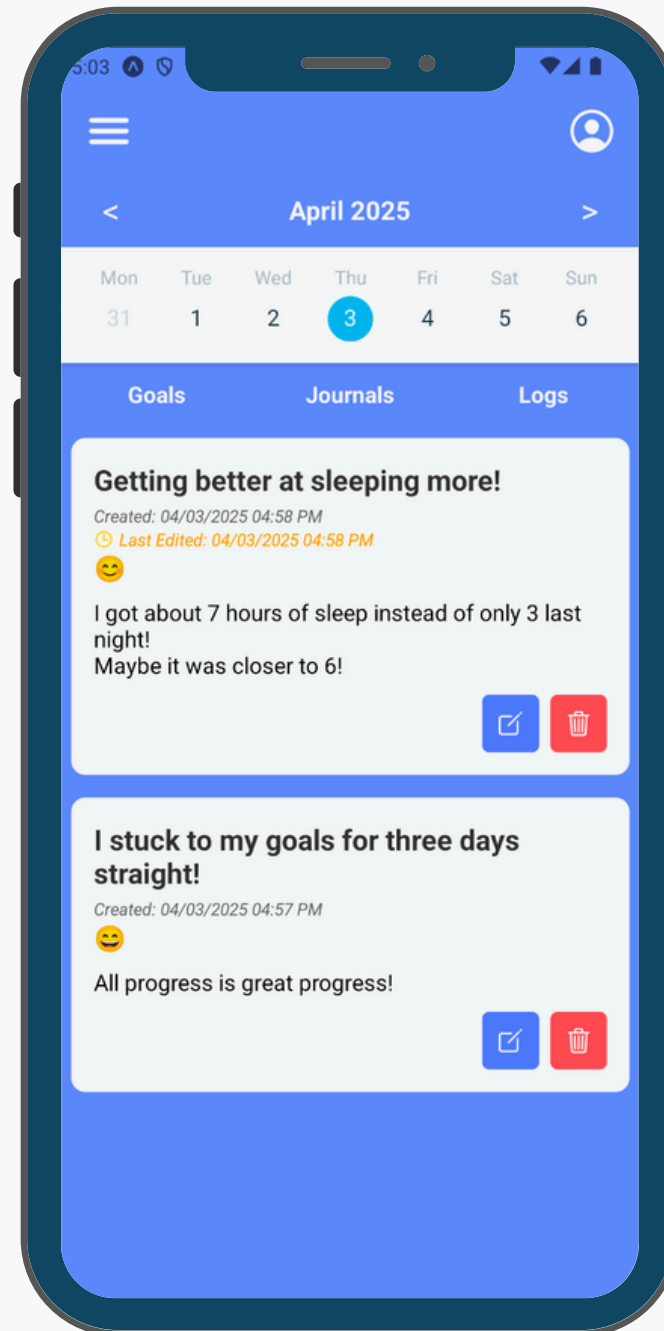 5:03
< April 2025 >
Mon Tue Wed Thu Fri Sat Sun
31 1 2 3 4 5 6
Goals Journals Logs
Getting better at sleeping more!
Created: 04/03/2025 04:58 PM
Last Edited: 04/03/2025 04:58 PM
😊
I got about 7 hours of sleep instead of only 3 last
night!
Maybe it was closer to 6!
I stuck to my goals for three days
straight!
Created: 04/03/2025 04:57 PM
😄
All progress is great progress!